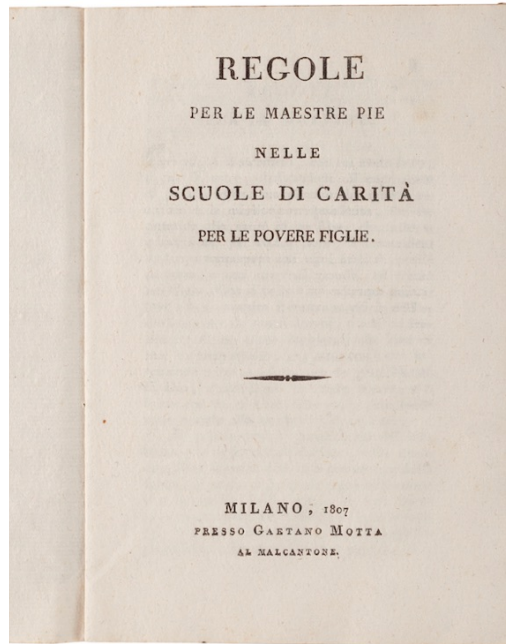 REGOLE
PER LE MAESTRE PIE
NELLE
SCUOLE DI CARITÀ
PER LE POVERE FIGLIE.
MILANO, 1807
PRESSO GAETANO MOTTA
AL MALCANTONE.